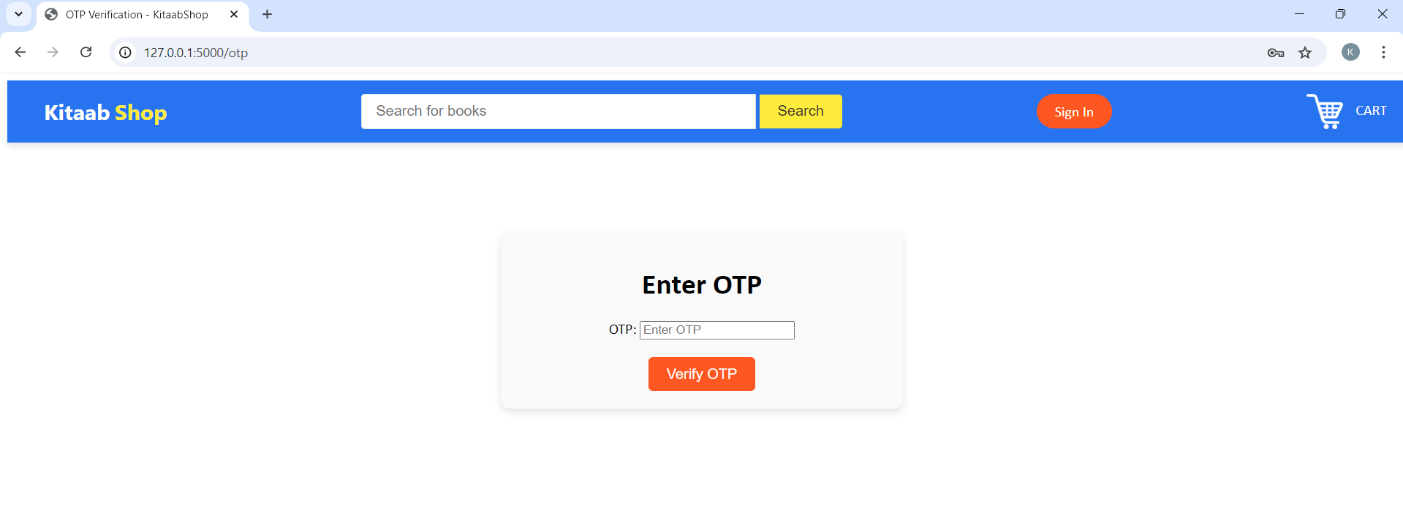 OTP Verification - KitaabShop
127.0.0.1:5000/otp
K
Kitaab Shop
Search for books
Search
Sign In
CART
Enter OTP
OTP: Enter OTP
Verify OTP